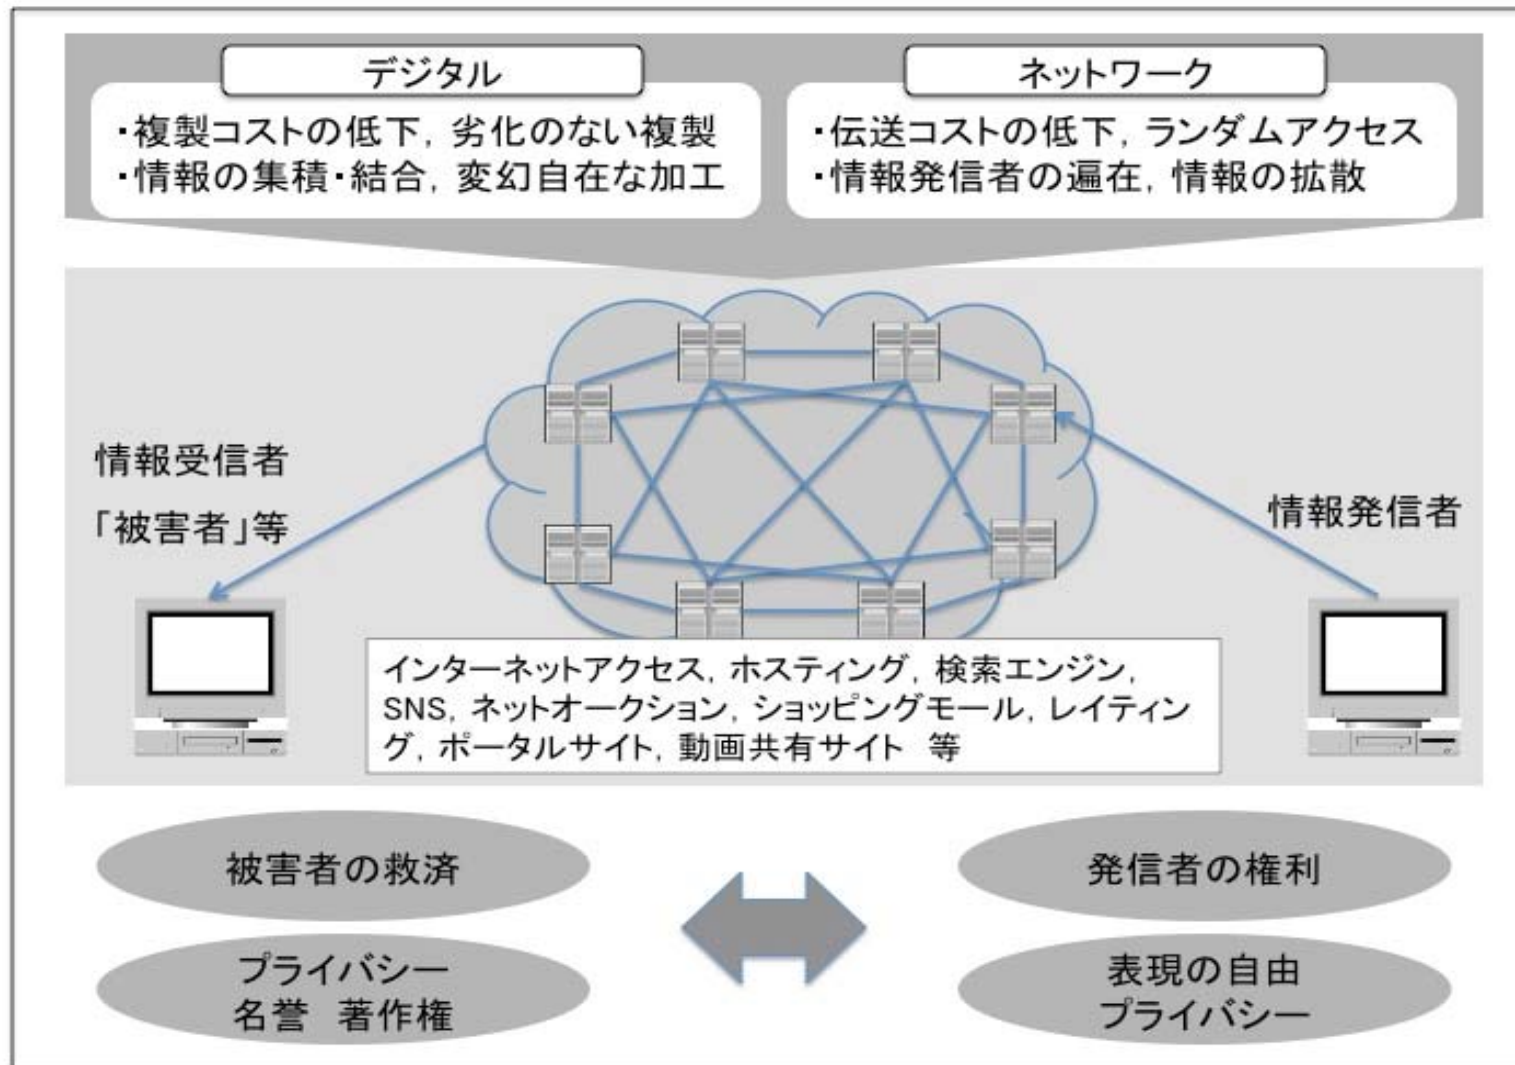 デジタル
・複製コストの低下, 劣化のない複製
・情報の集積・結合, 変幻自在な加工
ネットワーク
・伝送コストの低下, ランダムアクセス
・情報発信者の遍在, 情報の拡散
情報受信者
「被害者」等
情報発信者
インターネットアクセス, ホスティング, 検索エンジン,
SNS, ネットオークション, ショッピングモール, レイティン
グ, ポータルサイト, 動画共有サイト 等
被害者の救済
発信者の権利
プライバシー
名誉 著作権
表現の自由
プライバシー